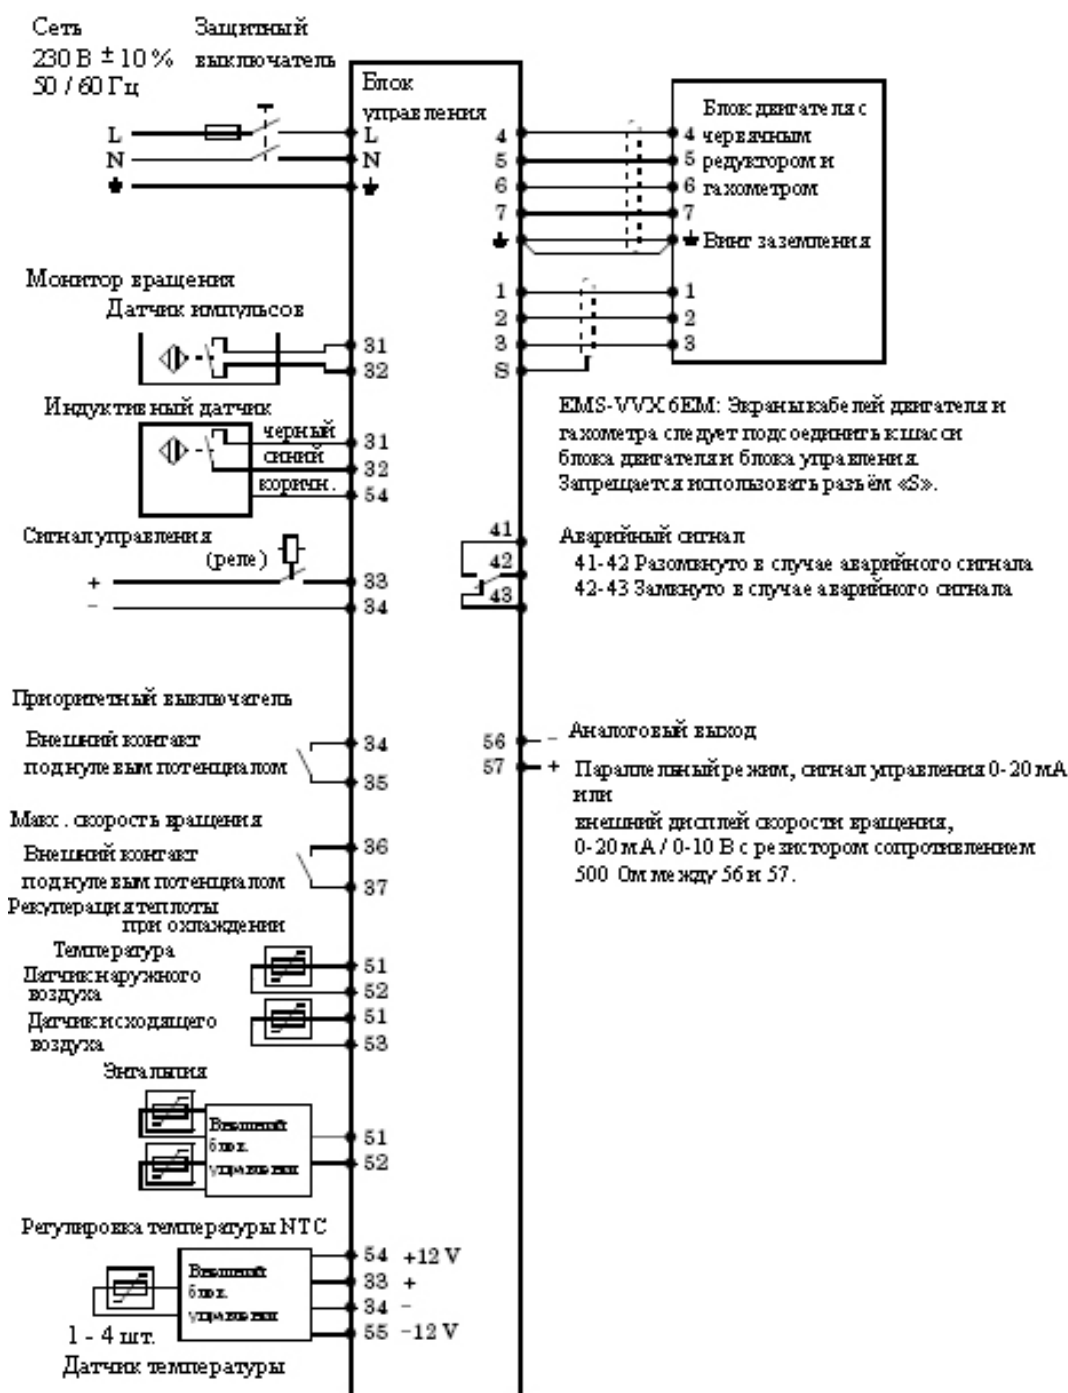 Сеть
230 В ± 10 %
50 / 60 Гц
Защитный
выключатель
L
N
Блок
управления
L
N
4
5
6
7
1
2
3
S
Блок двигателя с
4 червячным
5 редуктором и
6 тахометром
7
Винт заземления
1
2
3
Монитор вращения
Датчик импульсов
31
32
Индуктивный датчик
черный 31
синий 32
коричн. 54
EMS-VVX 6EM: Экраны кабелей двигателя и
тахометра следует подсоединить к шасси
блока двигателя и блока управления.
Запрещается использовать разъём «S».
Сигнал управления
(реле)
+ 33
– 34
41
42
43
Аварийный сигнал
41-42 Разомкнуто в случае аварийного сигнала
42-43 Замкнуто в случае аварийного сигнала
Приоритетный выключатель
Внешний контакт
под нулевым потенциалом
34
35
56 – Аналоговый выход
57 + Параллельный режим, сигнал управления 0-20 мА
или
внешний дисплей скорости вращения,
0-20 мА / 0-10 В с резистором сопротивлением
500 Ом между 56 и 57.
Макс. скорость вращения
Внешний контакт
под нулевым потенциалом
36
37
Рекуперация теплоты
при охлаждении
Температура
Датчик наружного
воздуха
51
52
Датчик исходящего
воздуха
51
53
Энтальпия
Внешний
блок
управления
51
52
Регулировка температуры NTC
Внешний
блок
управления
54 +12 V
33 +
34 –
55 –12 V
1 - 4 шт.
Датчик температуры